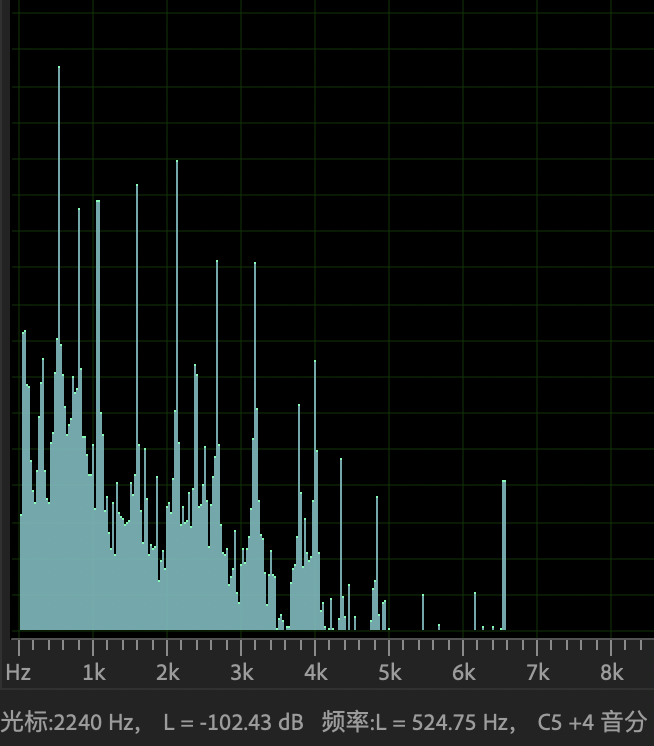 Hz 1k 2k 3k 4k 5k 6k 7k 8k
光标:2240 Hz, L = -102.43 dB 频率:L = 524.75 Hz, C5 +4 音分